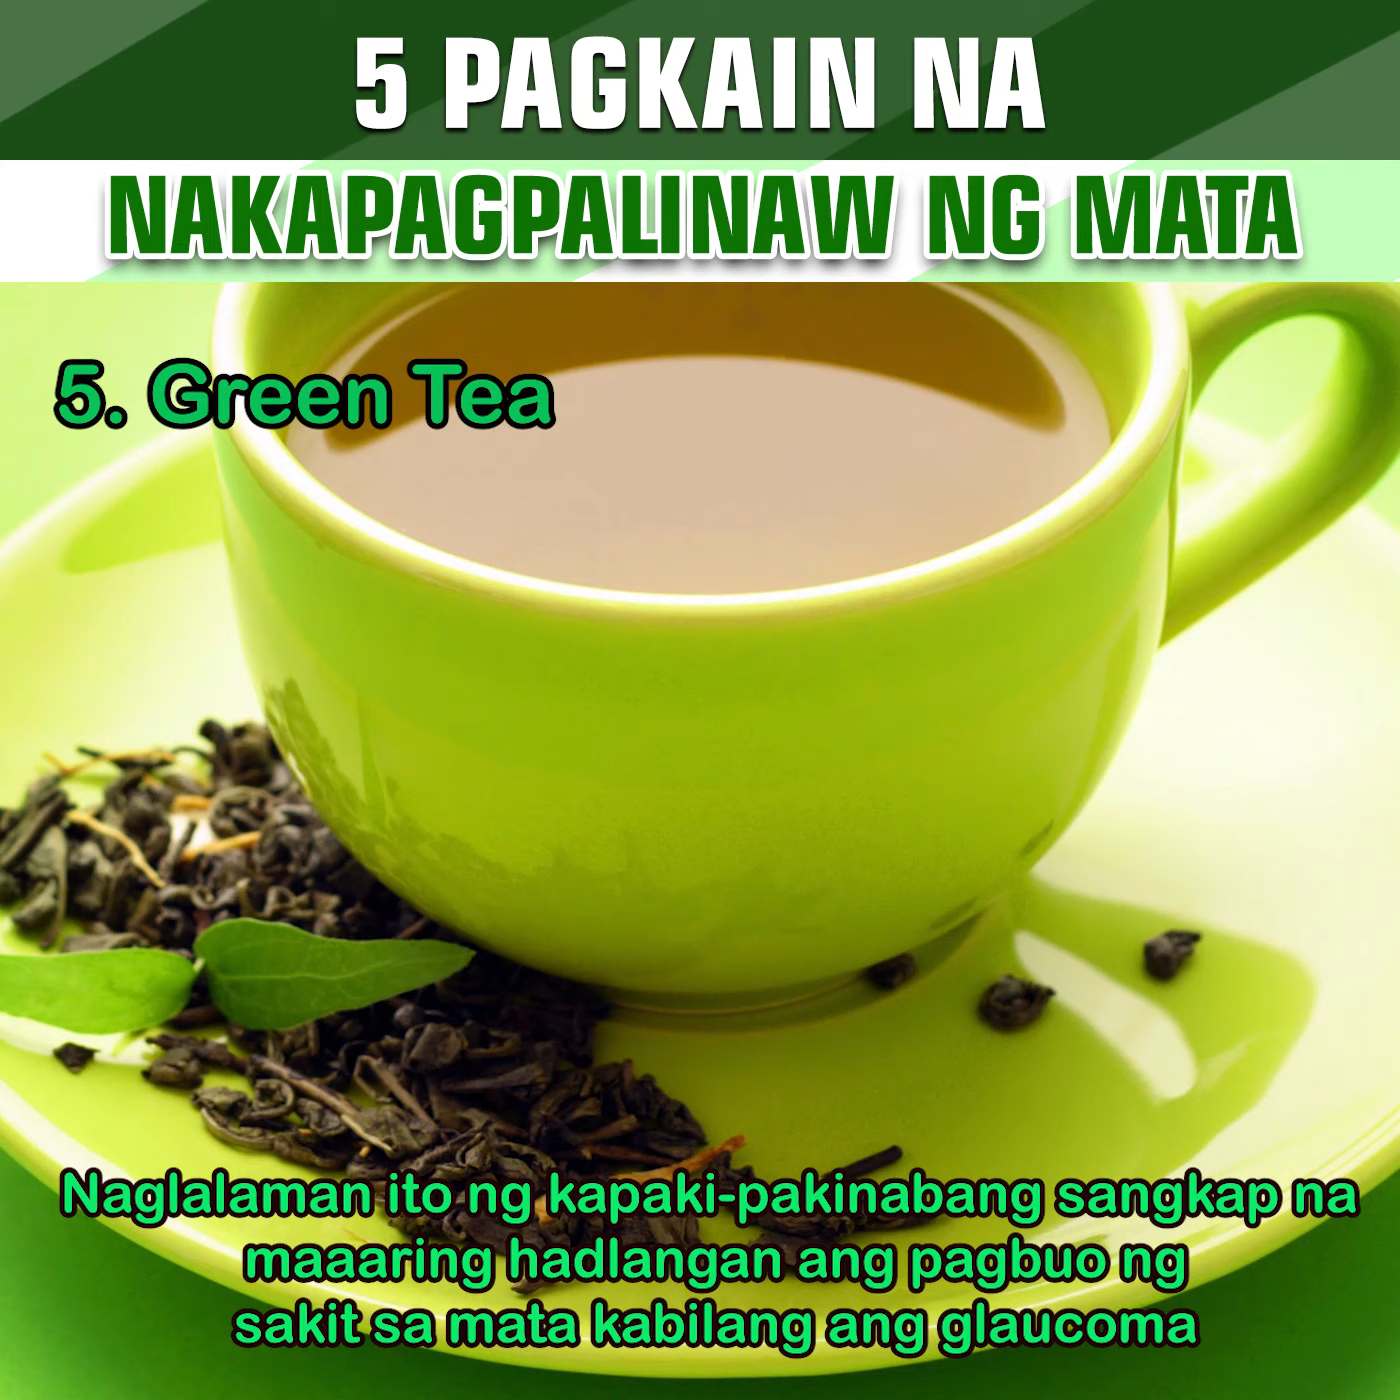 5 PAGKAIN NA
NAKAPAGPALINAW NG MATA
5. Green Tea
Naglalaman ito ng kapaki-pakinabang sangkap na
maaaring hadlangan ang pagbuo ng
sakit sa mata kabilang ang glaucoma